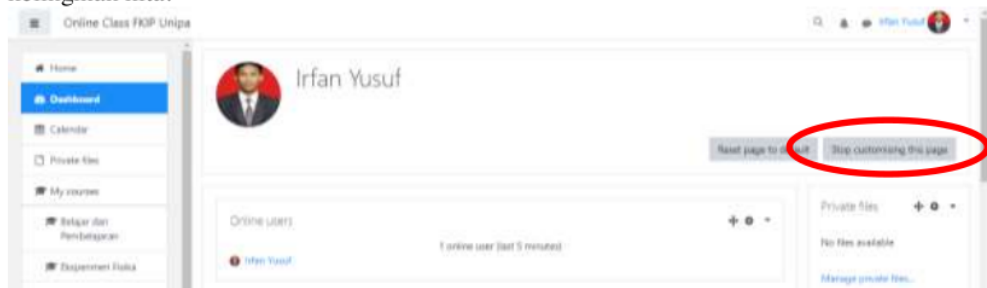 Online Class FKIP Unipa
Irfan Yusuf
Home
Irfan Yusuf
Dashboard
Calendar
Reset page to default
Stop customising this page
Private files
My courses
Belajar dan
Pembelajaran
Eksperimen Fisika
Online users
1 online user (last 5 minutes)
Irfan Yusuf
Private files
No files available
Manage private files...